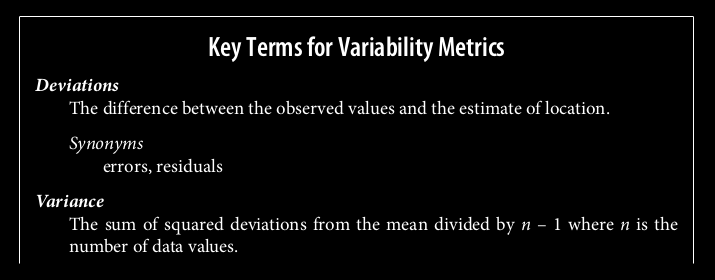 Key Terms for Variability Metrics
Deviations
The difference between the observed values and the estimate of location.
Synonyms
errors, residuals
Variance
The sum of squared deviations from the mean divided by n – 1 where n is the
number of data values.